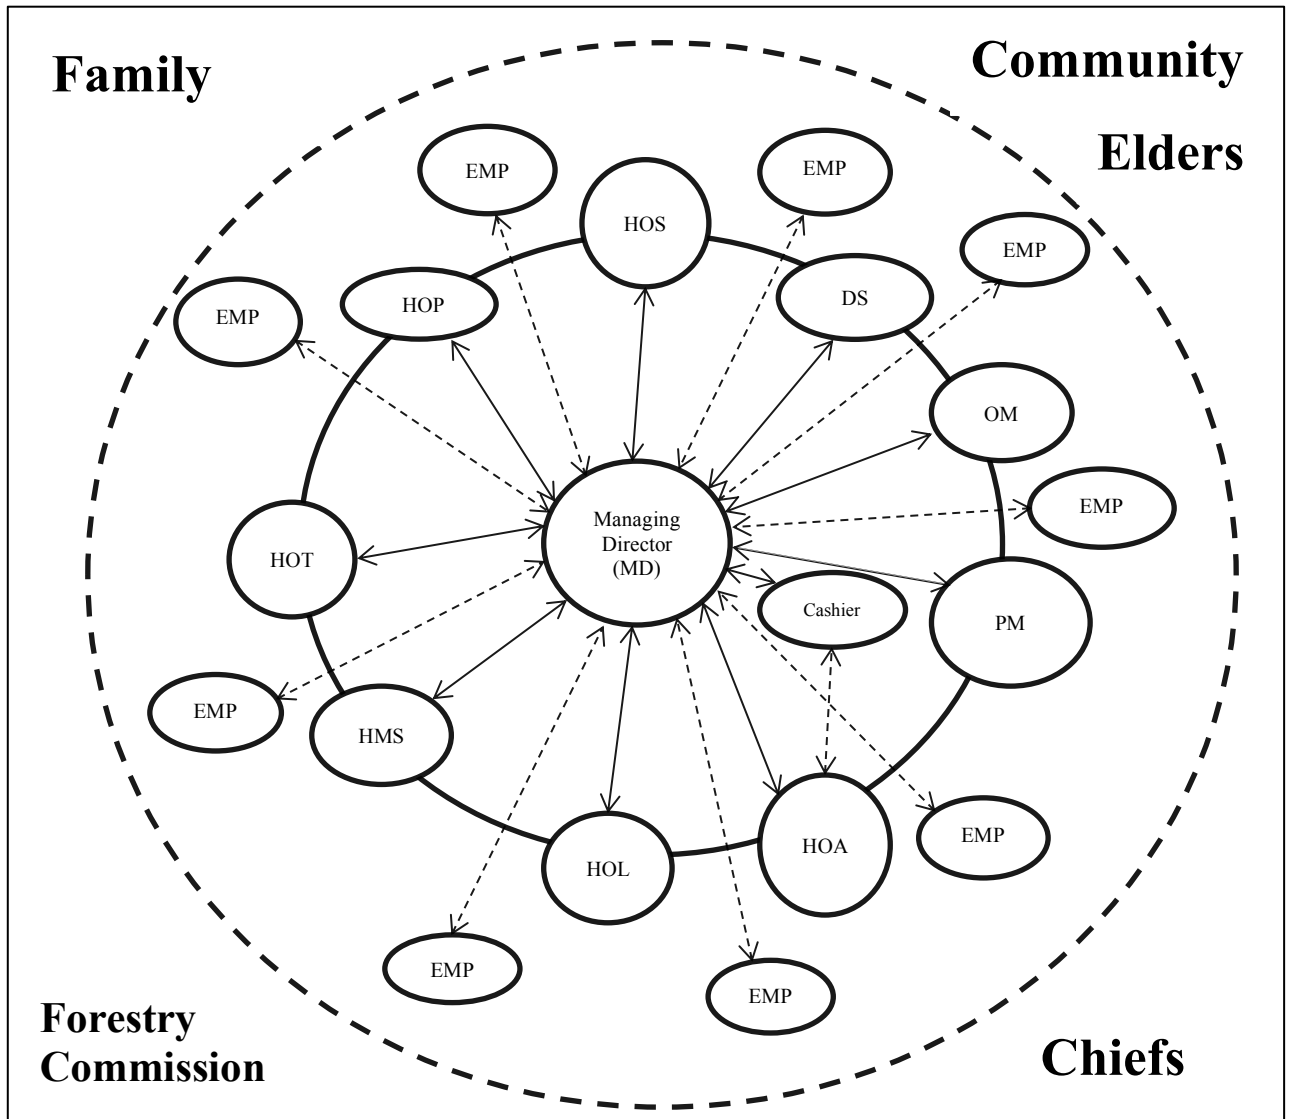 Family
Community
Elders
EMP
HOS
EMP
EMP
HOP
DS
EMP
OM
EMP
Managing
Director
(MD)
HOT
Cashier
PM
EMP
HMS
HOL
HOA
EMP
EMP
EMP
Forestry
Commission
Chiefs